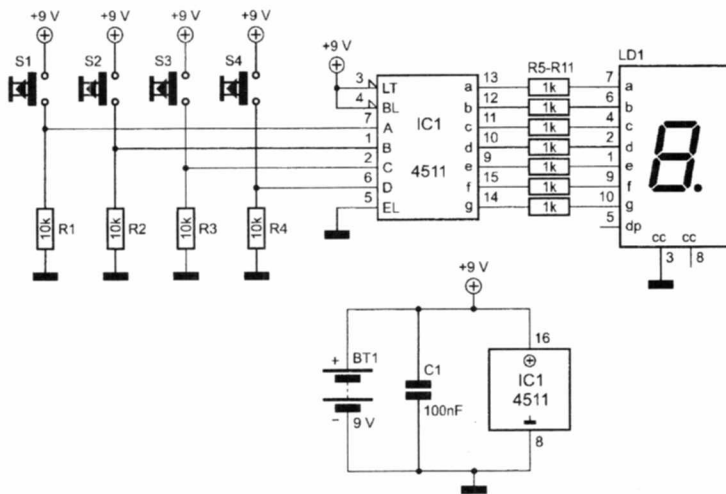 +9 V +9 V +9 V +9 V
S1 S2 S3 S4
+9 V
R5-R11
LD1
3 LT a 13 1k 7 a
4 BL b 12 1k 6 b
7 A c 11 1k 4 c
1 B IC1 d 10 1k 2 d
2 C 4511 e 9 1k 1 e
6 D f 15 1k 9 f
5 EL g 14 1k 10 g
5 dp
10k R1 10k R2 10k R3 10k R4
cc cc
3 8
+9 V
16
+ BT1
C1
IC1
4511
100nF
− 9 V
8